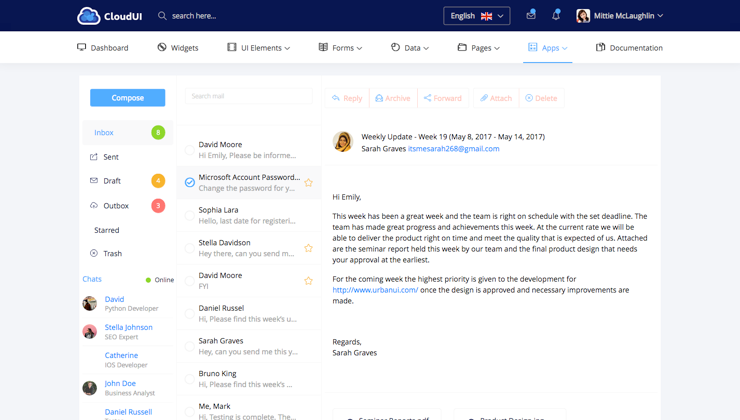 CloudUI
search here...
English
Mittie McLaughlin
Dashboard
Widgets
UI Elements
Forms
Data
Pages
Apps
Documentation
Compose
Inbox
8
Sent
Draft
4
Outbox
3
Starred
Trash
Chats
Online
David
Python Developer
Stella Johnson
SEO Expert
Catherine
IOS Developer
John Doe
Business Analyst
Daniel Russell
Search mail
David Moore
Hi Emily, Please be informe...
Microsoft Account Password...
Change the password for y...
Sophia Lara
Hello, last date for registeri...
Stella Davidson
Hey there, can you send m...
David Moore
FYI
Daniel Russel
Hi, Please find this week's u...
Sarah Graves
Hey, can you send me this y...
Bruno King
Hi, Please find this week's ...
Me, Mark
Hi, Testing is complete. The...
Reply
Archive
Forward
Attach
Delete
Weekly Update - Week 19 (May 8, 2017 - May 14, 2017)
Sarah Graves itsmesarah268@gmail.com
Hi Emily,
This week has been a great week and the team is right on schedule with the set deadline. The
team has made great progress and achievements this week. At the current rate we will be
able to deliver the product right on time and meet the quality that is expected of us. Attached
are the seminar report held this week by our team and the final product design that needs
your approval at the earliest.
For the coming week the highest priority is given to the development for
http://www.urbanui.com/ once the design is approved and necessary improvements are
made.
Regards,
Sarah Graves
Seminar Reports.pdf
Product Design.jpg